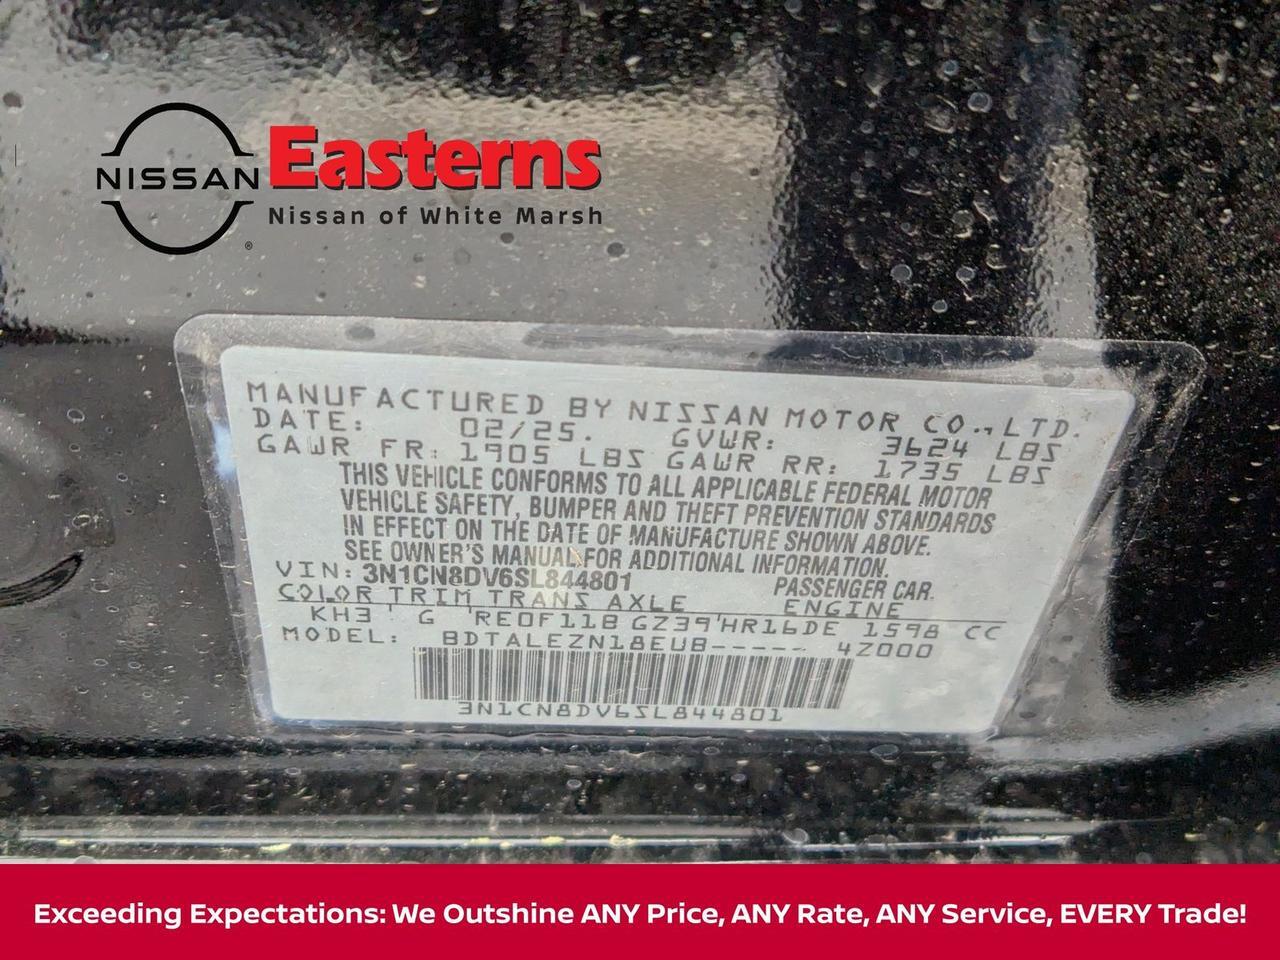 NISSAN
®
Easterns
Nissan of White Marsh
MANUFACTURED BY NISSAN MOTOR CO., LTD.
DATE: 02/25. GVWR: 3624 LBS
GAWR FR: 1905 LBS GAWR RR: 1735 LBS
THIS VEHICLE CONFORMS TO ALL APPLICABLE FEDERAL MOTOR
VEHICLE SAFETY, BUMPER AND THEFT PREVENTION STANDARDS
IN EFFECT ON THE DATE OF MANUFACTURE SHOWN ABOVE.
SEE OWNER'S MANUAL FOR ADDITIONAL INFORMATION.
VIN: 3N1CN8DV6SL844801 PASSENGER CAR.
COLOR TRIM TRANS AXLE ENGINE
KH3 G RE0F11B GZ39 HR16DE 1598 CC
MODEL: BDTALEZN18EUB----- 4Z000
3N1CN8DV6SL844801
Exceeding Expectations: We Outshine ANY Price, ANY Rate, ANY Service, EVERY Trade!